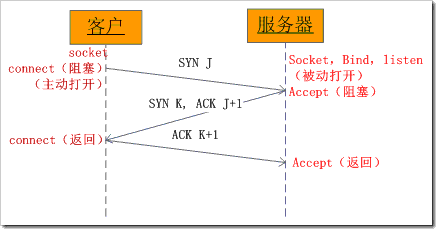 客户
服务器
socket
connect（阻塞）
（主动打开）
SYN J
Socket, Bind, listen
（被动打开）
Accept（阻塞）
SYN K, ACK J+1
connect（返回）
ACK K+1
Accept（返回）